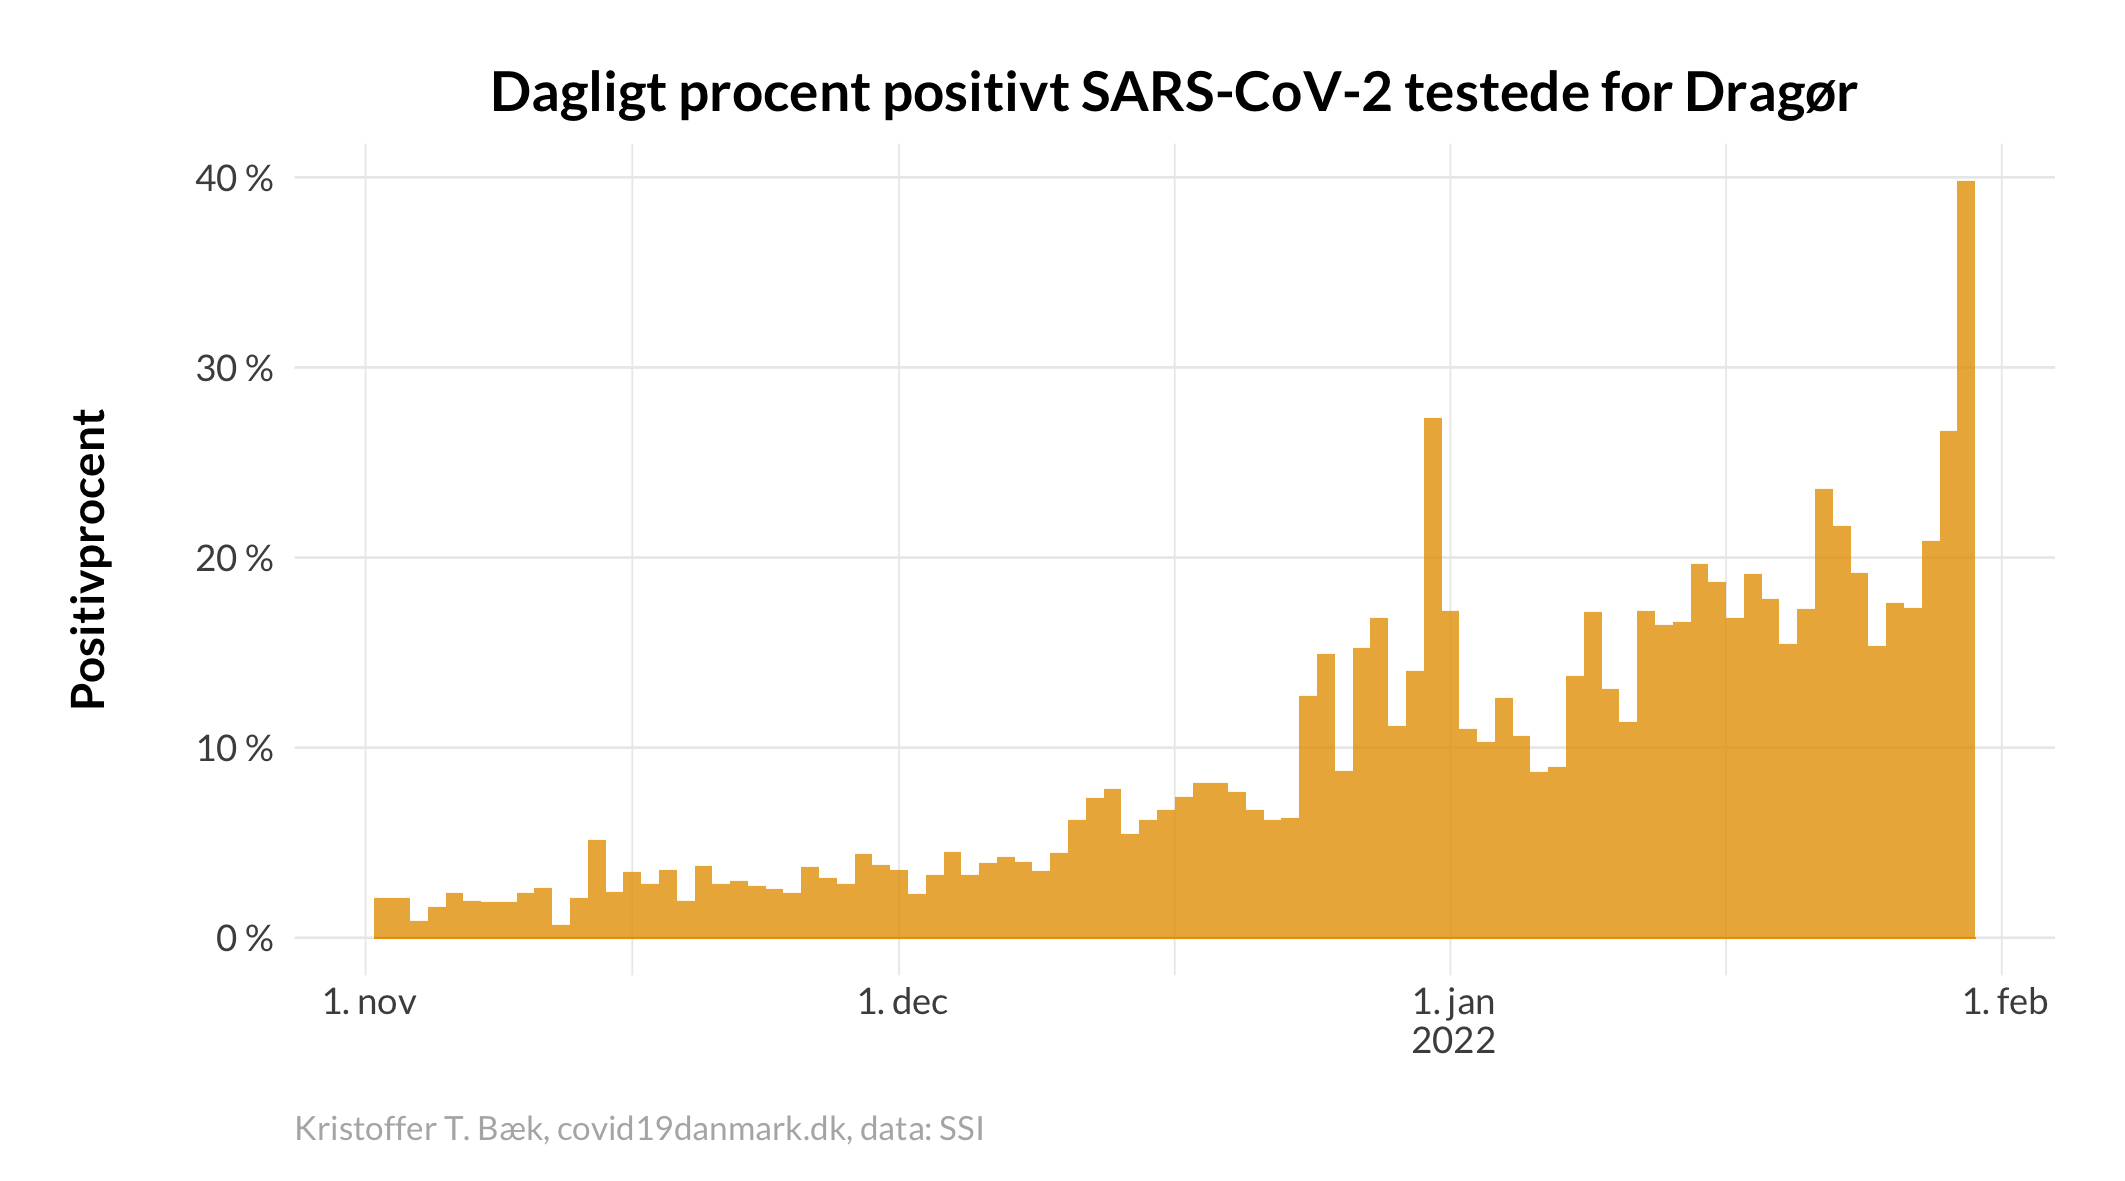 Dagligt procent positivt SARS-CoV-2 testede for Dragør
40 %
30 %
20 %
10 %
0 %
Positivprocent
1. nov
1. dec
1. jan
2022
1. feb
Kristoffer T. Bæk, covid19danmark.dk, data: SSI